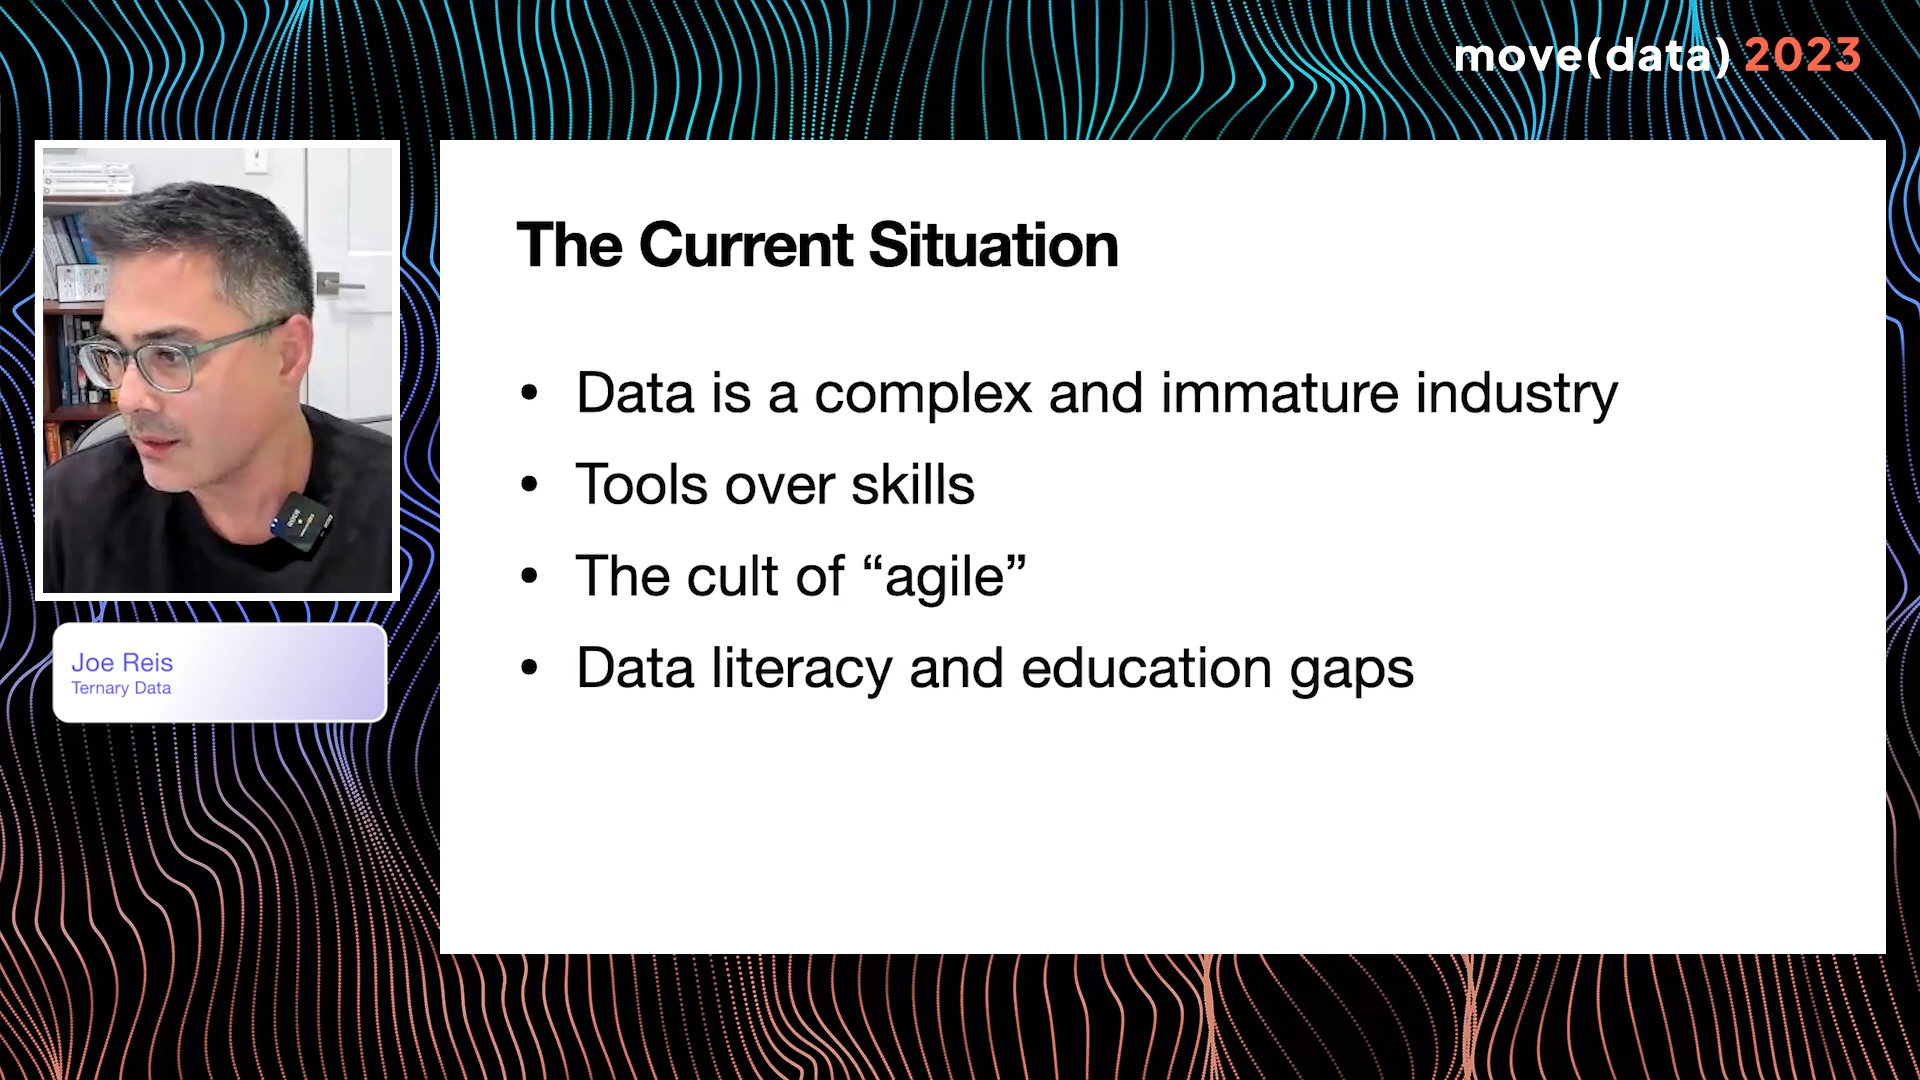 move(data) 2023
The Current Situation
• Data is a complex and immature industry
• Tools over skills
• The cult of “agile”
• Data literacy and education gaps
Joe Reis
Ternary Data